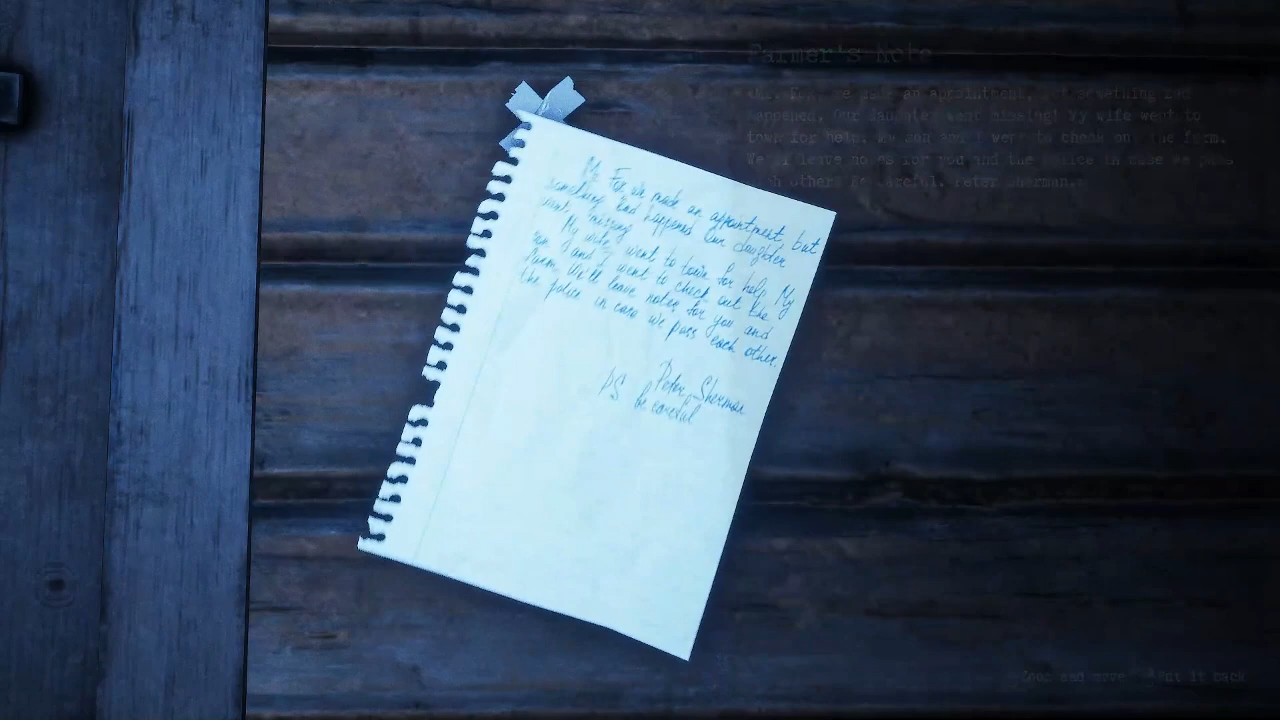 Mr. Fox we made an appointment, but
something had happened Our daughter
went missing
My wife went to town for help. My
son and I went to check out the
farm. We'll leave notes for you and
the police in case we pass each other.
Peter Sherman
PS be careful
Farmer's Note
Mr. Fox, we made an appointment, but something had
happened. Our daughter went missing! My wife went to
town for help. My son and I went to check out the farm.
We'll leave notes for you and the police in case we pass
each other. Be careful. Peter Sherman.
Zoom and move
Put it back